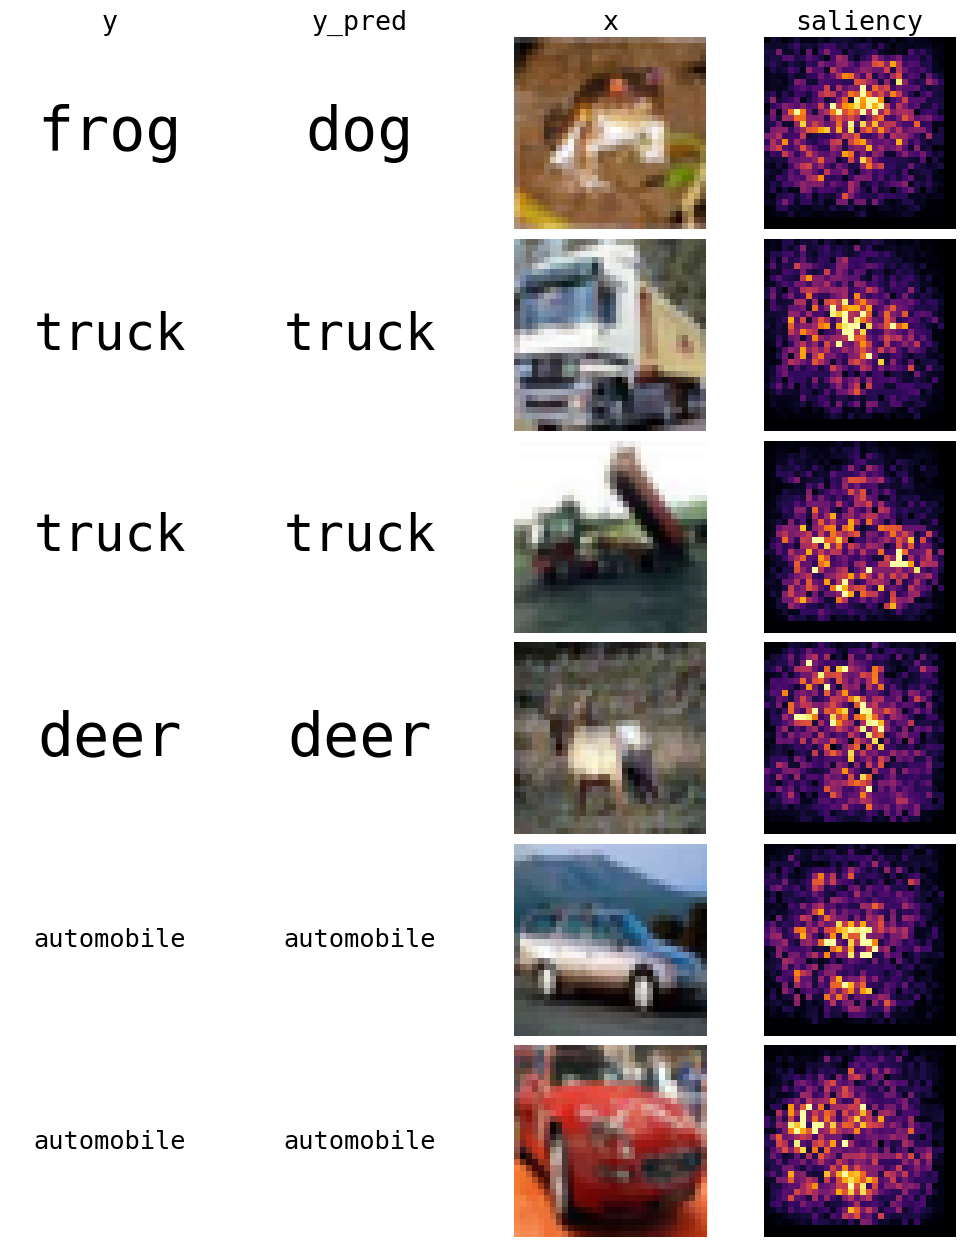 y y_pred x saliency
frog dog
truck truck
truck truck
deer deer
automobile automobile
automobile automobile